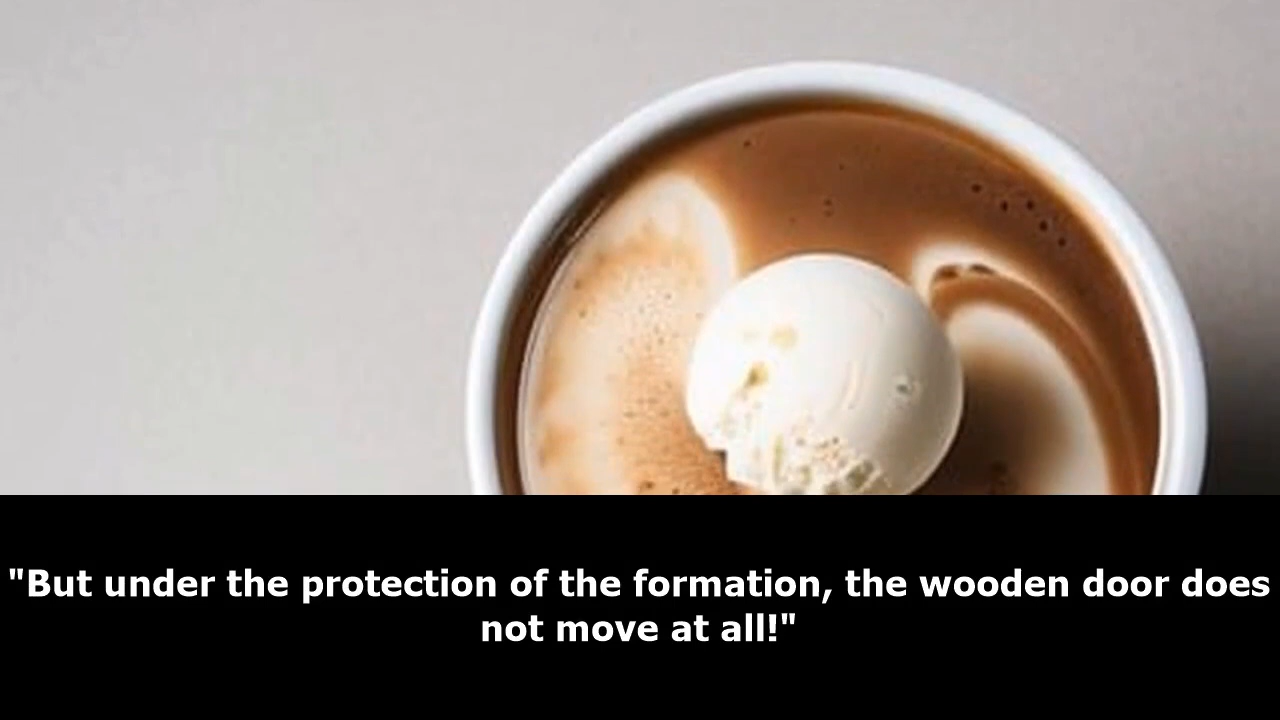 "But under the protection of the formation, the wooden door does
not move at all!"